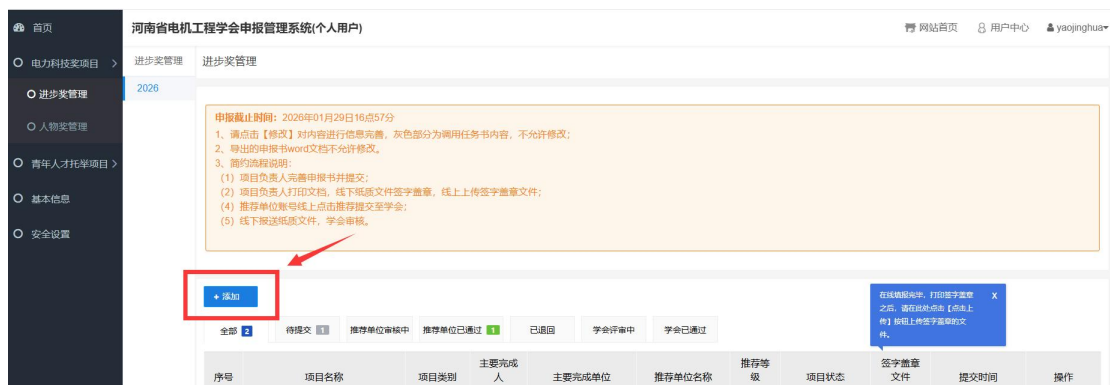 首页
河南省电机工程学会申报管理系统(个人用户)
网站首页
用户中心
yaojinghua
电力科技奖项目
进步奖管理
进步奖管理
进步奖管理
2026
人物奖管理
青年人才托举项目
基本信息
安全设置
申报截止时间：2026年01月29日16点57分
1、请点击【修改】对内容进行信息完善，灰色部分为调用任务书内容，不允许修改；
2、导出的申报书word文档不允许修改。
3、简约流程说明：
(1) 项目负责人完善申报书并提交；
(2) 项目负责人打印文档，线下纸质文件签字盖章，线上上传签字盖章文件；
(4) 推荐单位账号线上点击推荐提交至学会；
(5) 线下报送纸质文件，学会审核。
+ 添加
在线填报完毕，打印签字盖章 X
之后，请在此处点击【点击上
传】按钮上传签字盖章的文
件。
全部 2 待提交 1 推荐单位审核中 推荐单位已通过 1 已退回 学会评审中 学会已通过
序号 项目名称 项目类别 主要完成人 主要完成单位 推荐单位名称 推荐等级 项目状态 签字盖章文件 提交时间 操作